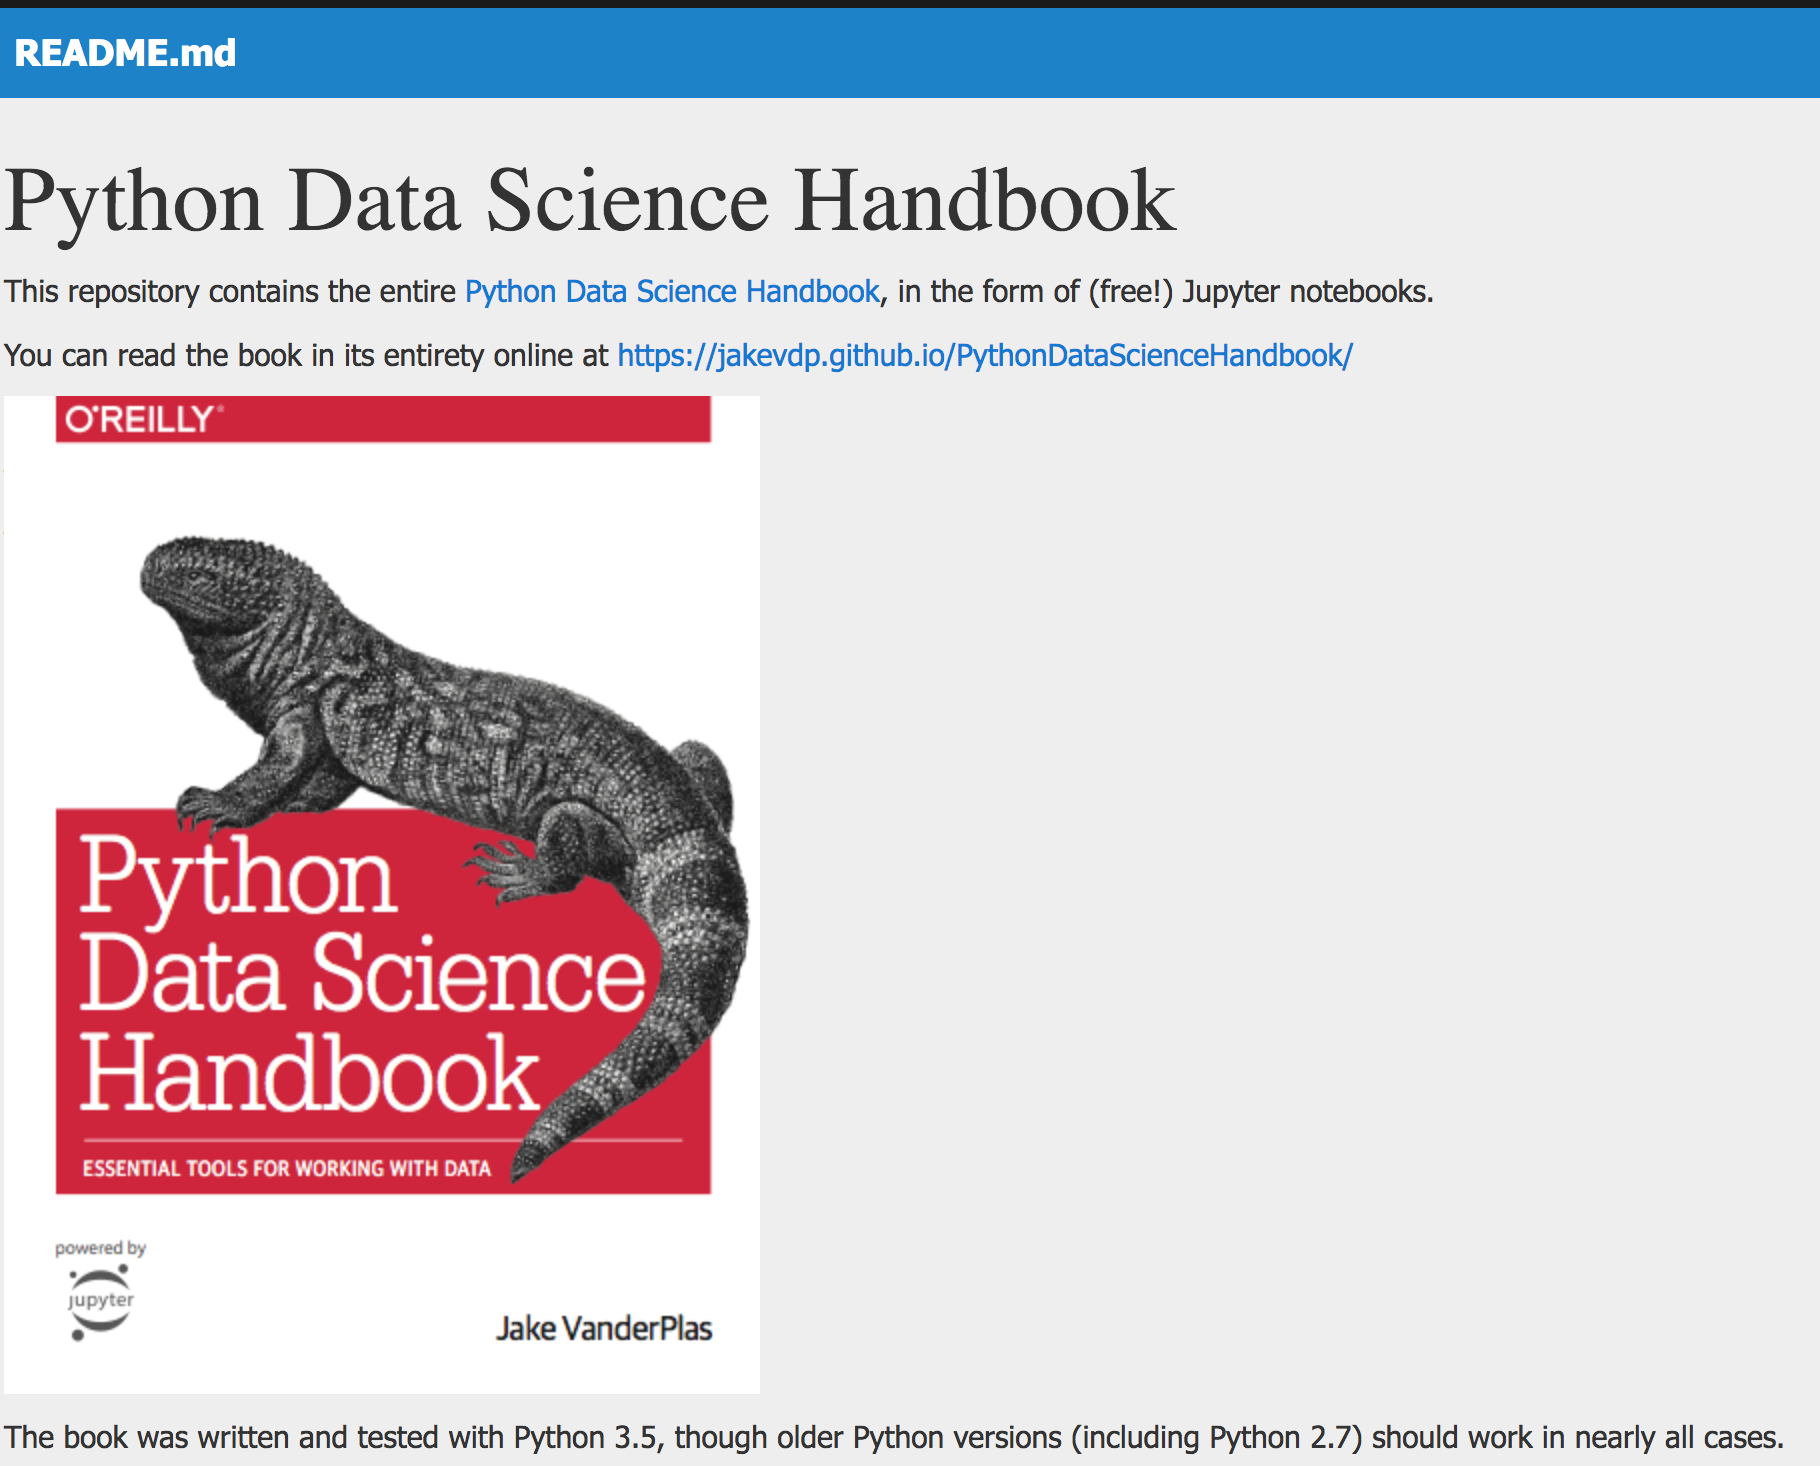 README.md
Python Data Science Handbook
This repository contains the entire Python Data Science Handbook, in the form of (free!) Jupyter notebooks.
You can read the book in its entirety online at https://jakevdp.github.io/PythonDataScienceHandbook/
O'REILLY®
Python
Data Science
Handbook
ESSENTIAL TOOLS FOR WORKING WITH DATA
powered by
jupyter
Jake VanderPlas
The book was written and tested with Python 3.5, though older Python versions (including Python 2.7) should work in nearly all cases.